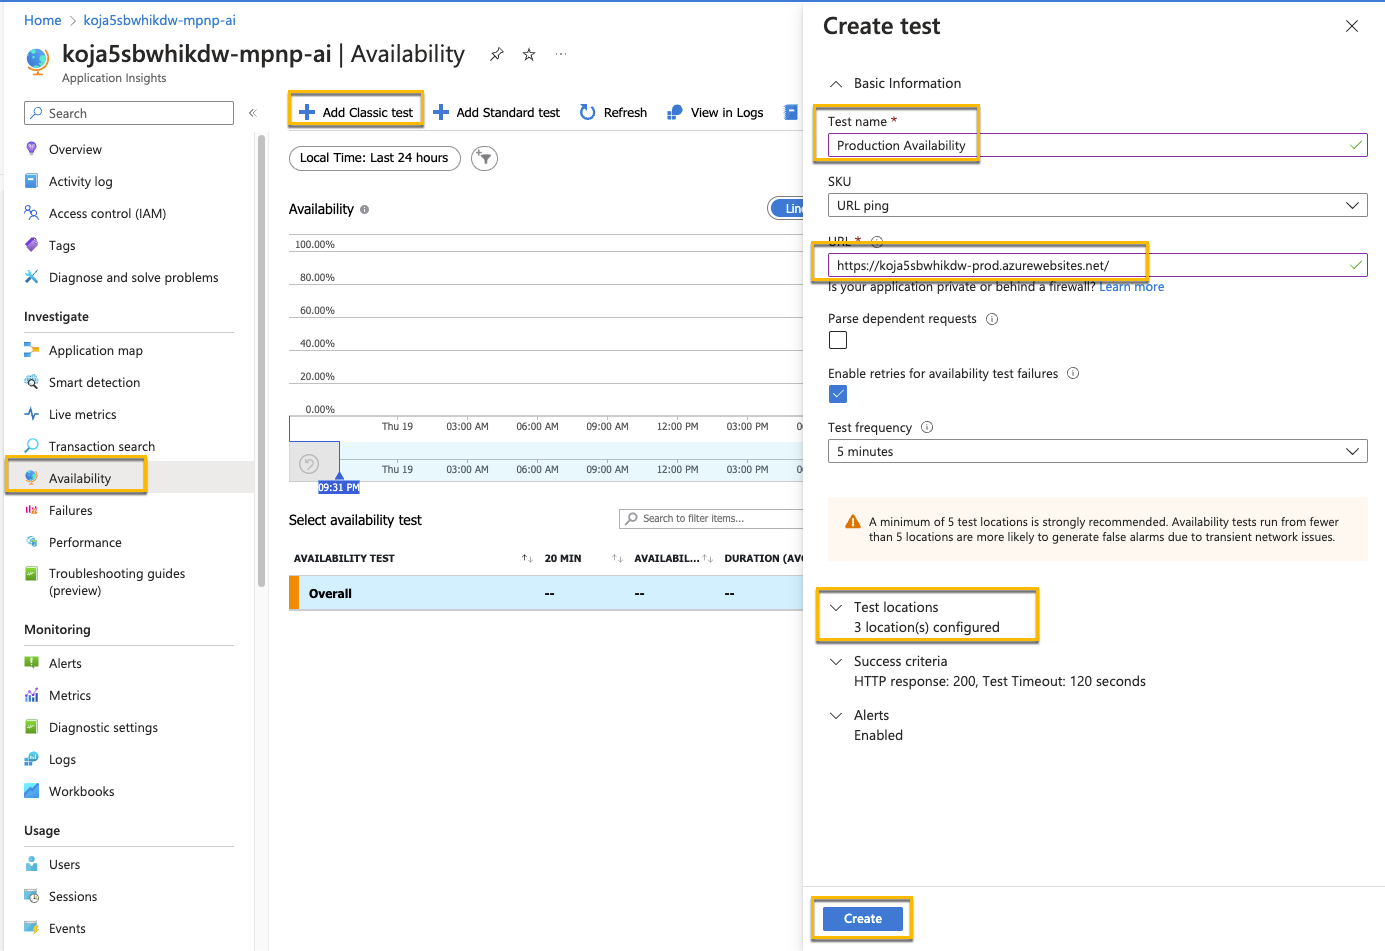 Home > koja5sbwhikdw-mpnp-ai
koja5sbwhikdw-mpnp-ai | Availability
Application Insights
Search
Overview
Activity log
Access control (IAM)
Tags
Diagnose and solve problems
Investigate
Application map
Smart detection
Live metrics
Transaction search
Availability
Failures
Performance
Troubleshooting guides
(preview)
Monitoring
Alerts
Metrics
Diagnostic settings
Logs
Workbooks
Usage
Users
Sessions
Events
Add Classic test
Add Standard test
Refresh
View in Logs
Local Time: Last 24 hours
Availability
Line
100.00%
80.00%
60.00%
40.00%
20.00%
0.00%
Thu 19 03:00 AM 06:00 AM 09:00 AM 12:00 PM 03:00 PM 0
Thu 19 03:00 AM 06:00 AM 09:00 AM 12:00 PM 03:00 PM 0
09:31 PM
Select availability test
Search to filter items...
AVAILABILITY TEST 20 MIN AVAILABIL... DURATION (AVG
Overall -- -- --
Create test
Basic Information
Test name *
Production Availability
SKU
URL ping
URL *
https://koja5sbwhikdw-prod.azurewebsites.net/
Is your application private or behind a firewall? Learn more
Parse dependent requests
Enable retries for availability test failures
Test frequency
5 minutes
A minimum of 5 test locations is strongly recommended. Availability tests run from fewer
than 5 locations are more likely to generate false alarms due to transient network issues.
Test locations
3 location(s) configured
Success criteria
HTTP response: 200, Test Timeout: 120 seconds
Alerts
Enabled
Create